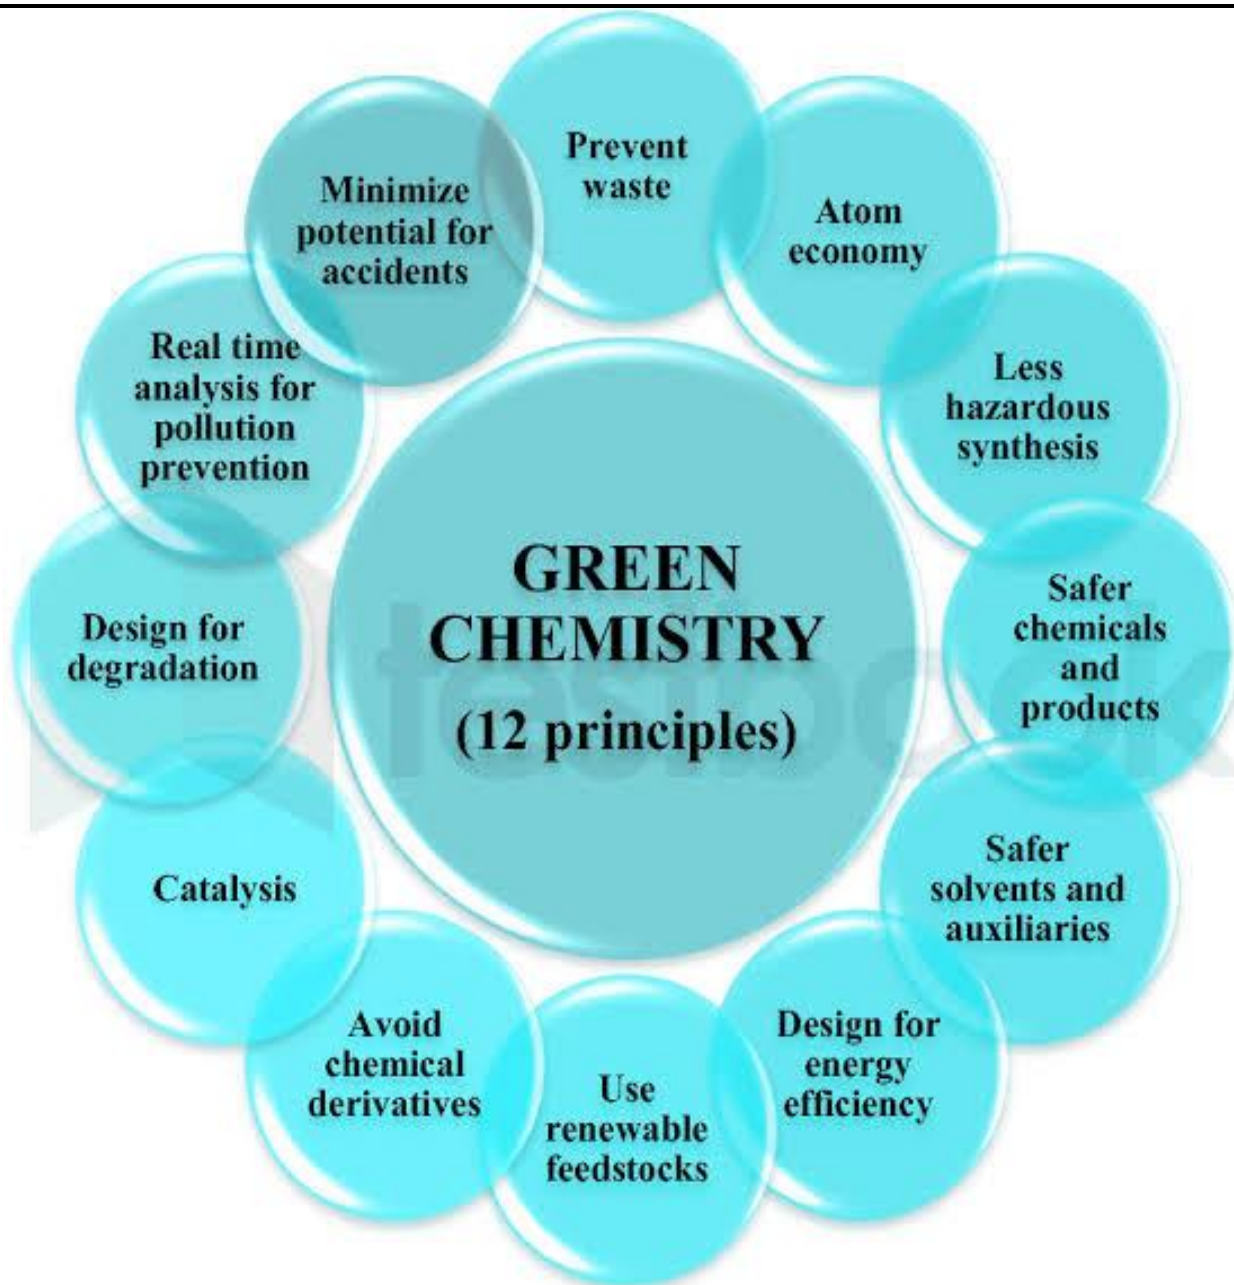 GREEN
CHEMISTRY
(12 principles)
Prevent
waste
Atom
economy
Less
hazardous
synthesis
Safer
chemicals
and
products
Safer
solvents and
auxiliaries
Design for
energy
efficiency
Use
renewable
feedstocks
Avoid
chemical
derivatives
Catalysis
Design for
degradation
Real time
analysis for
pollution
prevention
Minimize
potential for
accidents
testbook